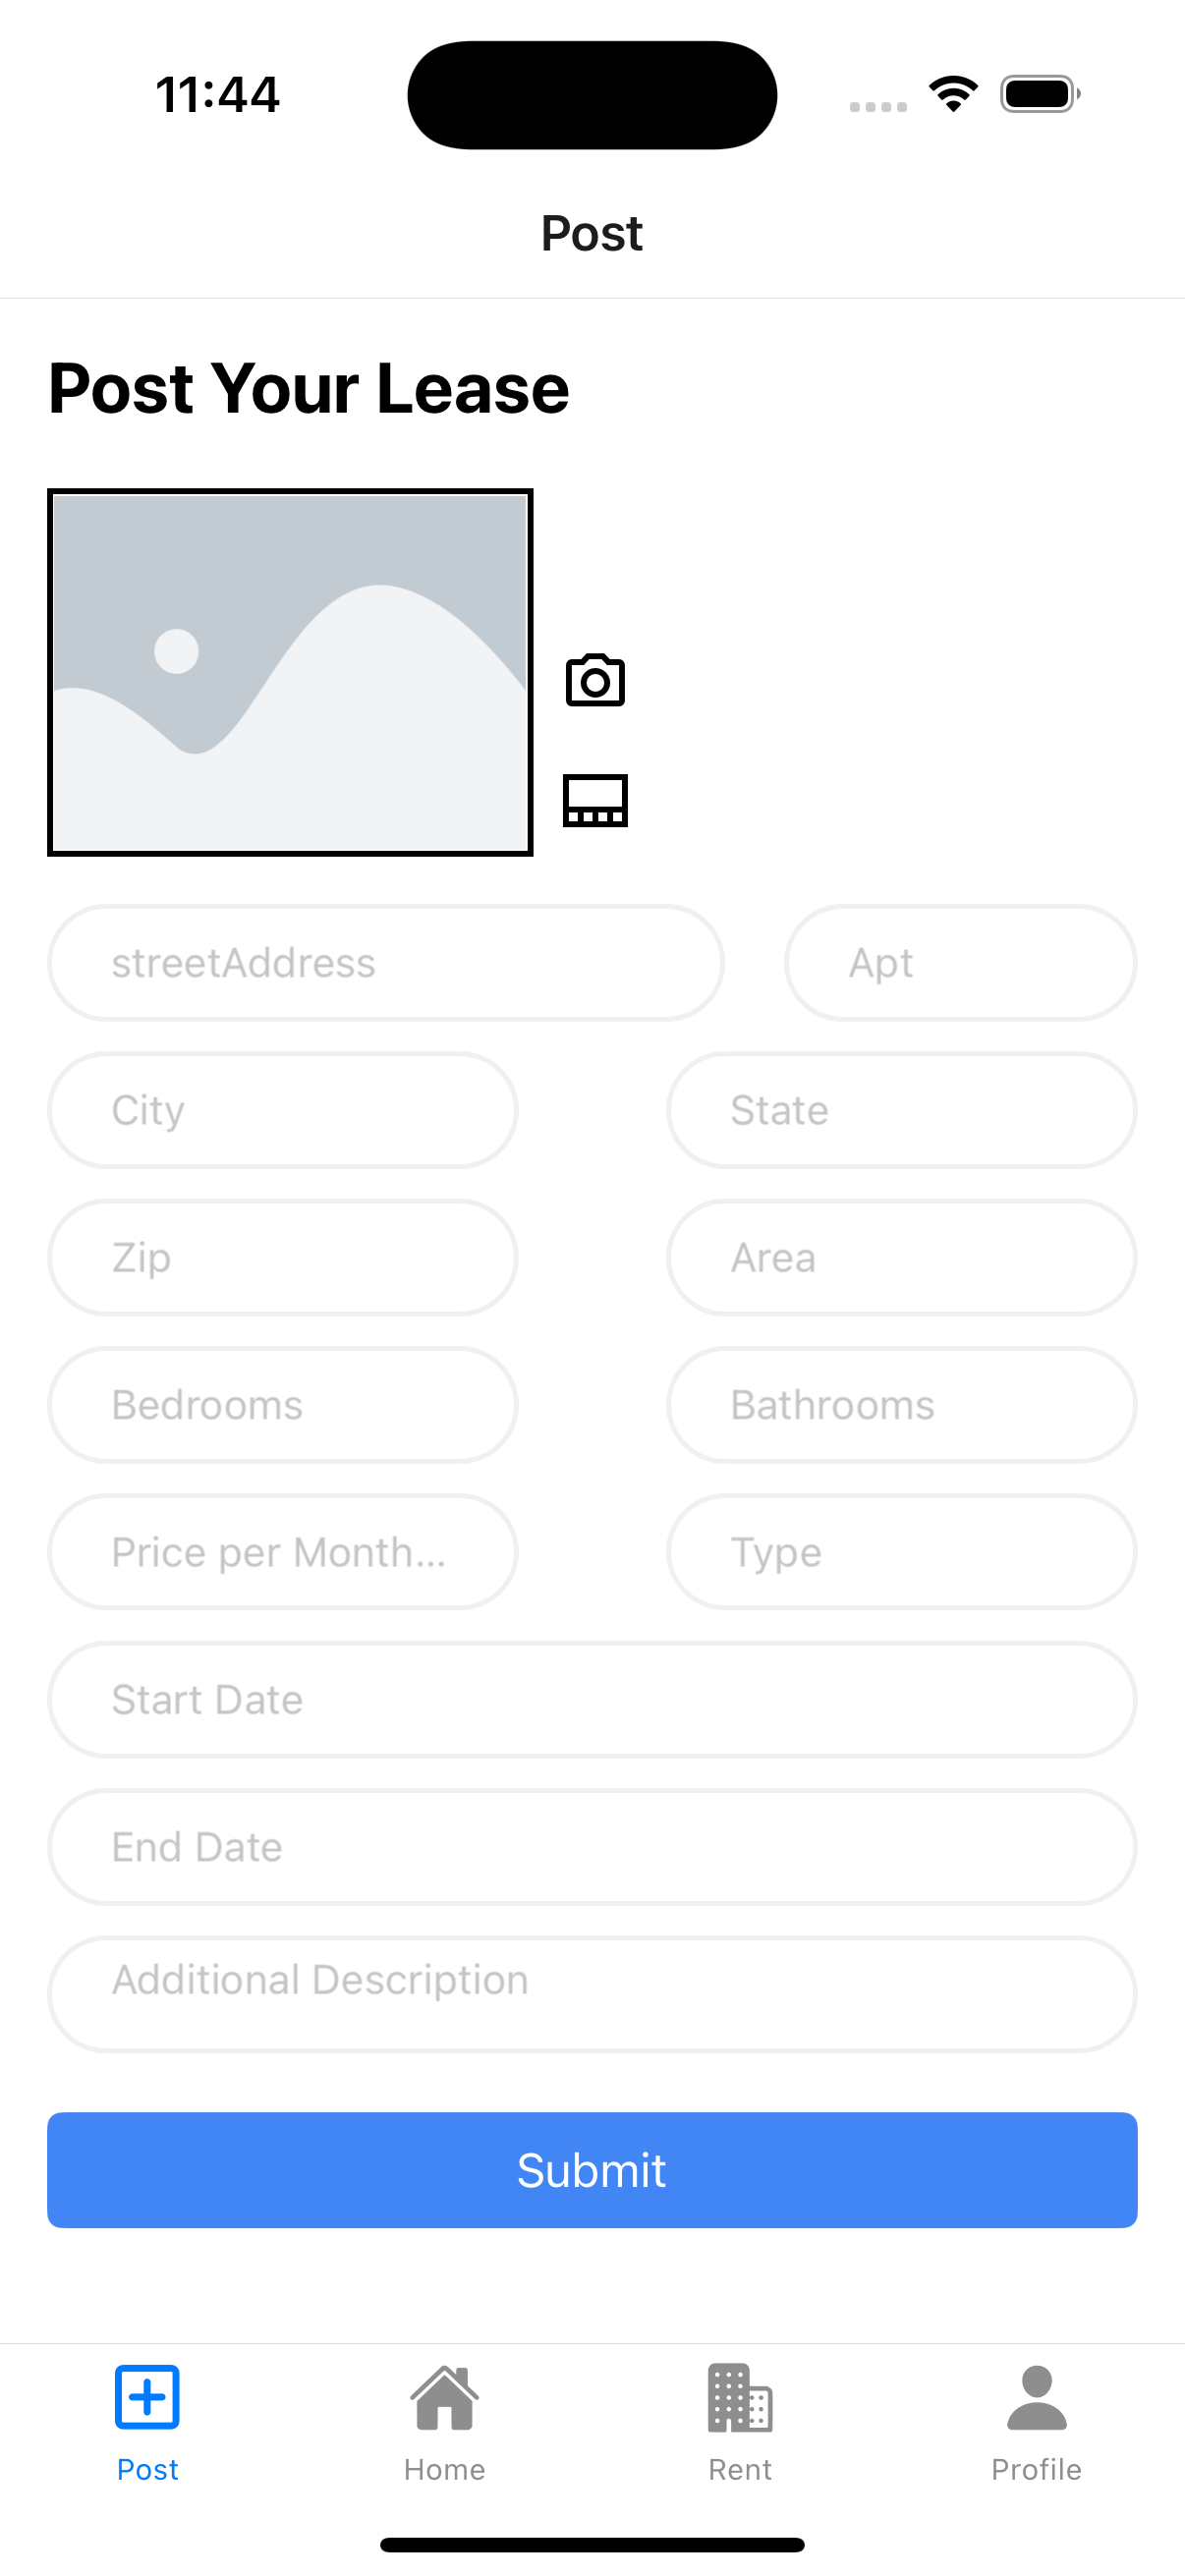 11:44
Post
Post Your Lease
streetAddress Apt
City State
Zip Area
Bedrooms Bathrooms
Price per Month... Type
Start Date
End Date
Additional Description
Submit
Post Home Rent Profile